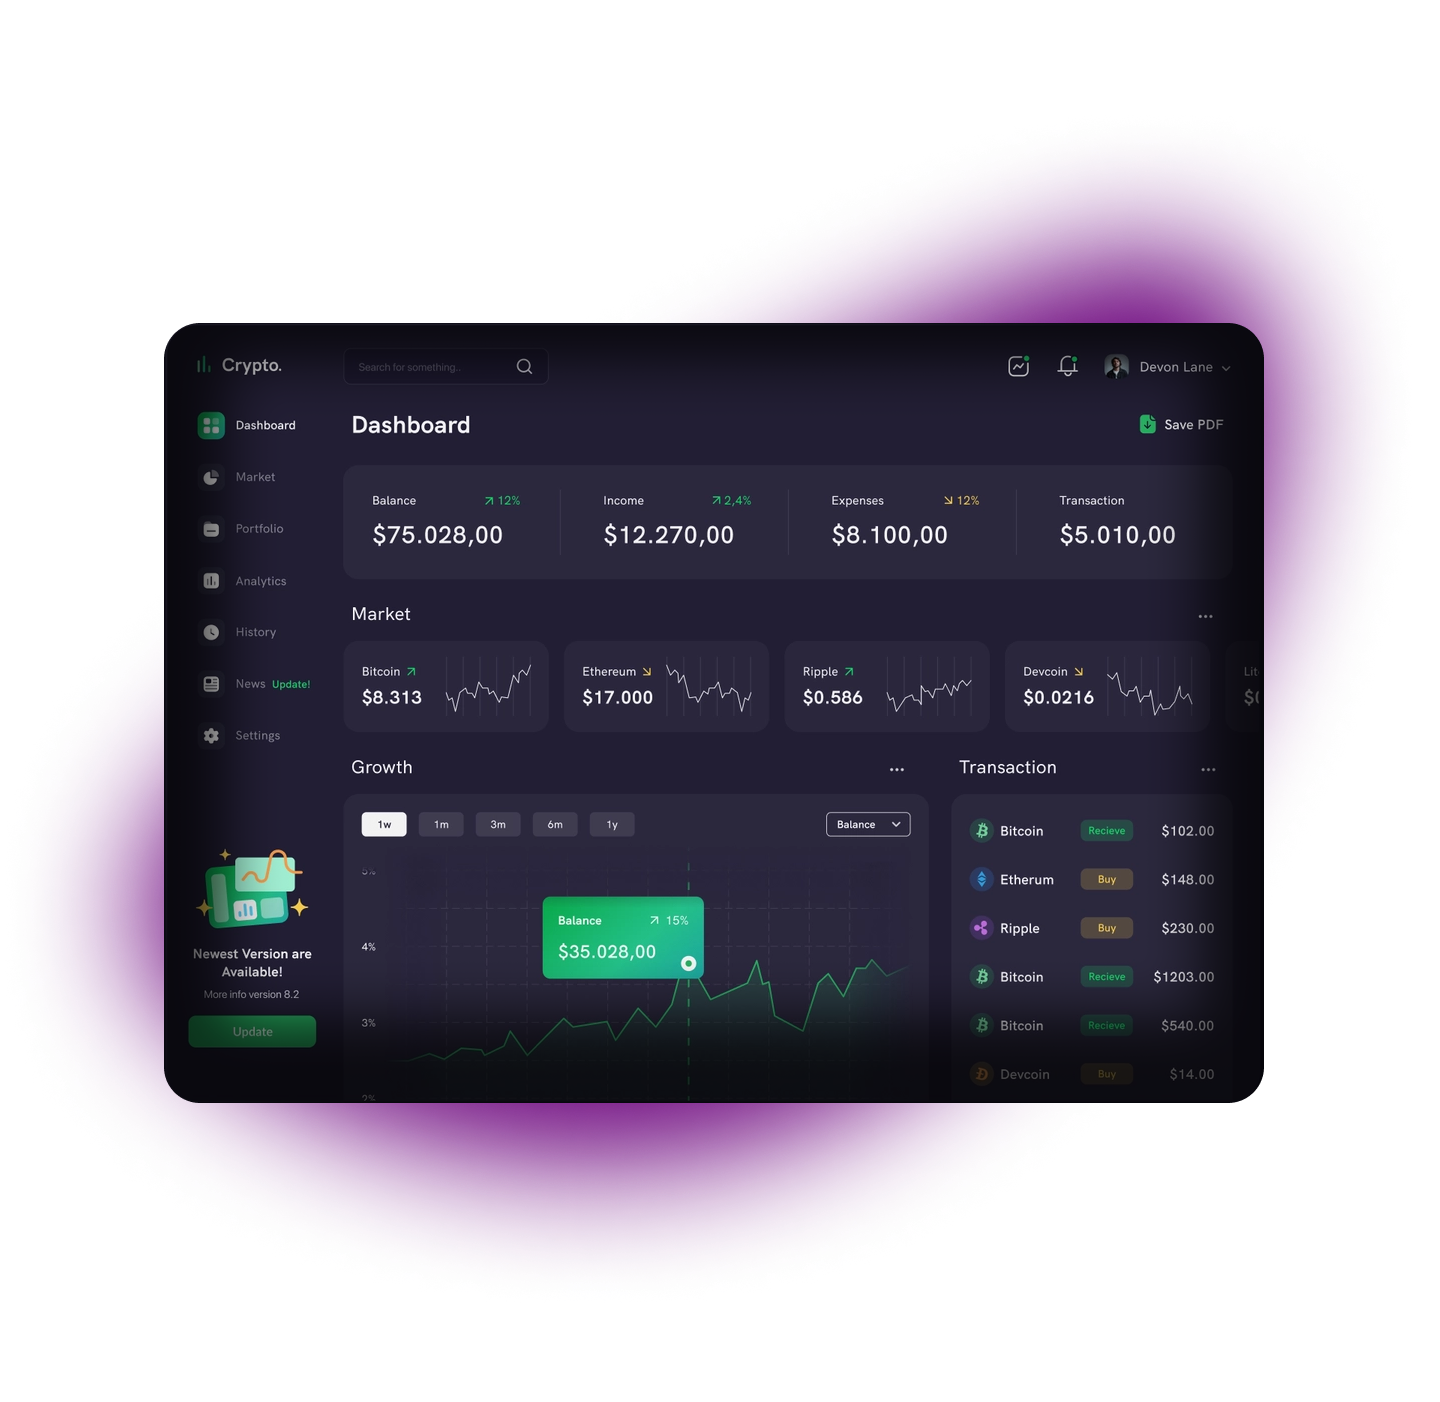 Crypto.
Search for something..
Devon Lane
Dashboard
Market
Portfolio
Analytics
History
News Update!
Settings
Newest Version are
Available!
More info version 8.2
Update
Dashboard
Save PDF
Balance 12%
$75.028,00
Income 2,4%
$12.270,00
Expenses 12%
$8.100,00
Transaction
$5.010,00
Market
Bitcoin
$8.313
Ethereum
$17.000
Ripple
$0.586
Devcoin
$0.0216
Growth
1w 1m 3m 6m 1y
Balance
5%
4%
3%
2%
Balance 15%
$35.028,00
Transaction
Bitcoin Recieve $102.00
Etherum Buy $148.00
Ripple Buy $230.00
Bitcoin Recieve $1203.00
Bitcoin Recieve $540.00
Devcoin Buy $14.00